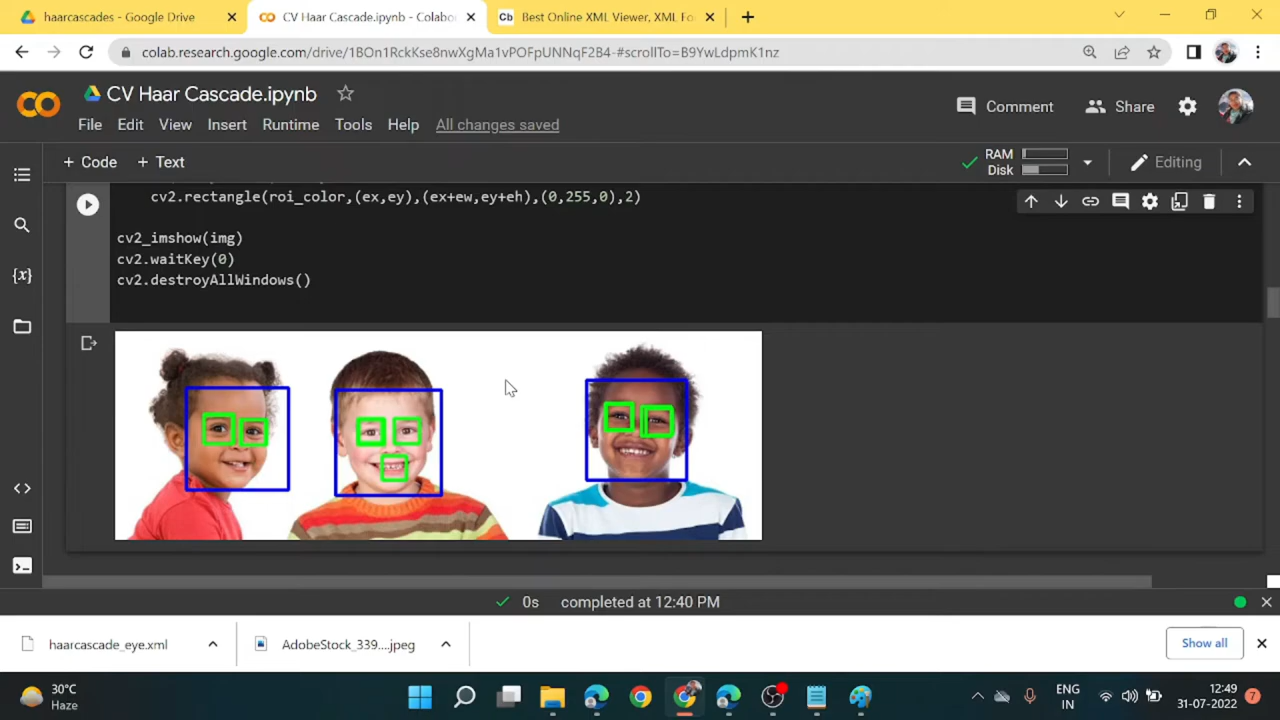 haarcascades - Google Drive
CV Haar Cascade.ipynb - Colabo
Cb
Best Online XML Viewer, XML Fo
colab.research.google.com/drive/1BOn1RckKse8nwXgMa1vPOFpUNNqF2B4-#scrollTo=B9YwLdpmK1nz
CV Haar Cascade.ipynb
Comment
Share
File Edit View Insert Runtime Tools Help All changes saved
+ Code + Text
RAM
Disk
Editing
cv2.rectangle(roi_color,(ex,ey),(ex+ew,ey+eh),(0,255,0),2)
cv2_imshow(img)
cv2.waitKey(0)
cv2.destroyAllWindows()
{x}
0s completed at 12:40 PM
haarcascade_eye.xml
AdobeStock_339....jpeg
Show all
30°C
Haze
ENG
IN
12:49
31-07-2022
7